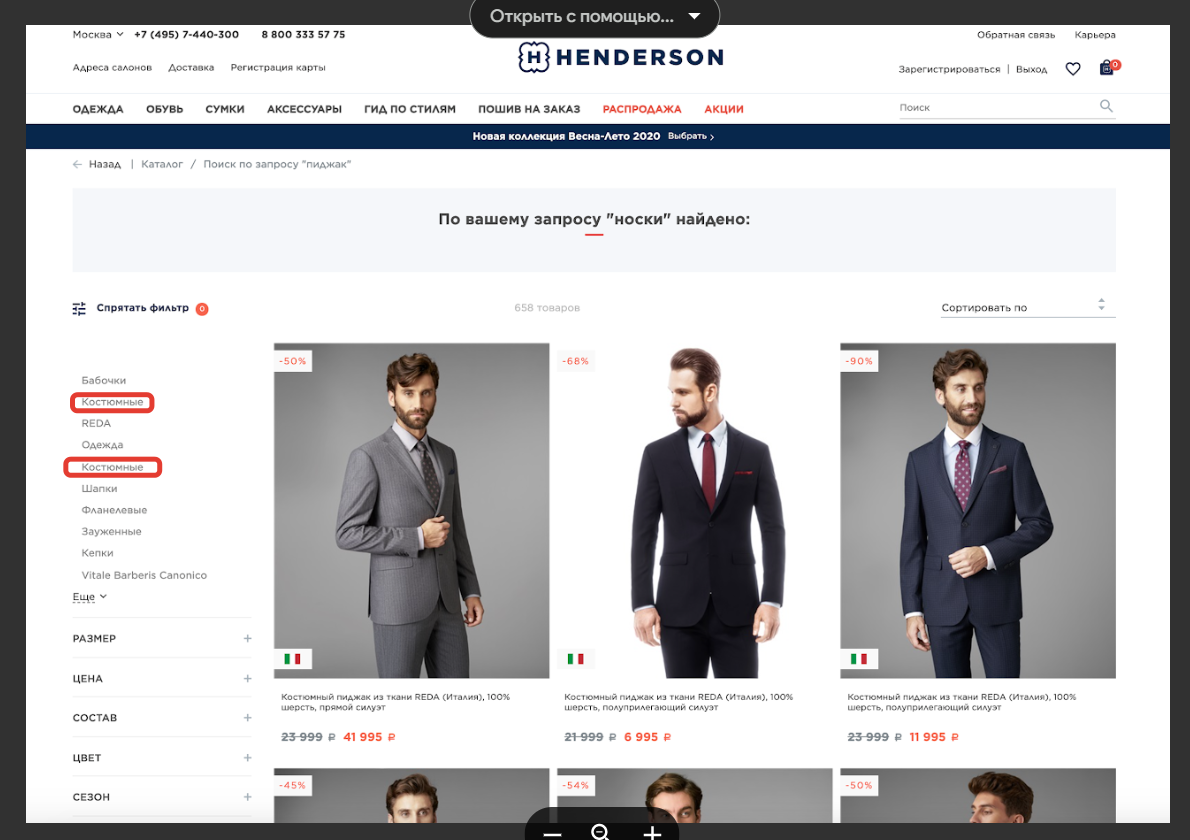 Открыть с помощью...
Москва +7 (495) 7-440-300 8 800 333 57 75
Обратная связь Карьера
H HENDERSON
Адреса салонов Доставка Регистрация карты
Зарегистрироваться | Выход 0
ОДЕЖДА ОБУВЬ СУМКИ АКСЕССУАРЫ ГИД ПО СТИЛЯМ ПОШИВ НА ЗАКАЗ РАСПРОДАЖА АКЦИИ
Поиск
Новая коллекция Весна-Лето 2020 Выбрать >
← Назад | Каталог / Поиск по запросу "пиджак"
По вашему запросу "носки" найдено:
Спрятать фильтр 0
658 товаров
Сортировать по
Бабочки
Костюмные
REDA
Одежда
Костюмные
Шапки
Фланелевые
Зауженные
Кепки
Vitale Barberis Canonico
Еще
РАЗМЕР +
ЦЕНА +
СОСТАВ +
ЦВЕТ +
СЕЗОН +
-50%
-68%
-90%
Костюмный пиджак из ткани REDA (Италия), 100%
шерсть, прямой силуэт
23 999 ₽ 41 995 ₽
Костюмный пиджак из ткани REDA (Италия), 100%
шерсть, полуприлегающий силуэт
21 999 ₽ 6 995 ₽
Костюмный пиджак из ткани REDA (Италия), 100%
шерсть, полуприлегающий силуэт
23 999 ₽ 11 995 ₽
-45%
-54%
-50%